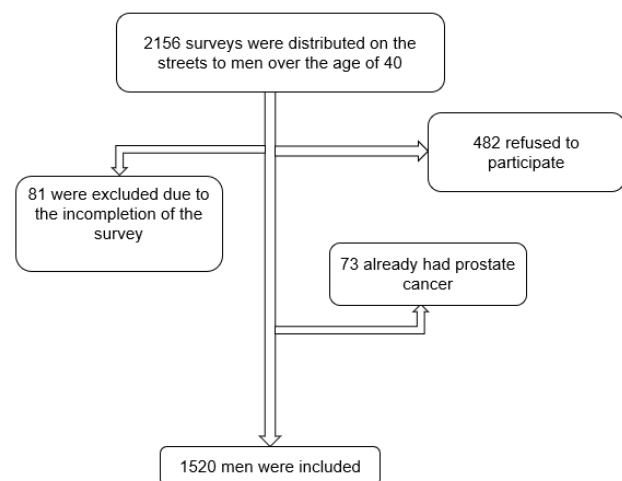 2156 surveys were distributed on the
streets to men over the age of 40
482 refused to
participate
81 were excluded due to
the incompletion of the
survey
73 already had prostate
cancer
1520 men were included